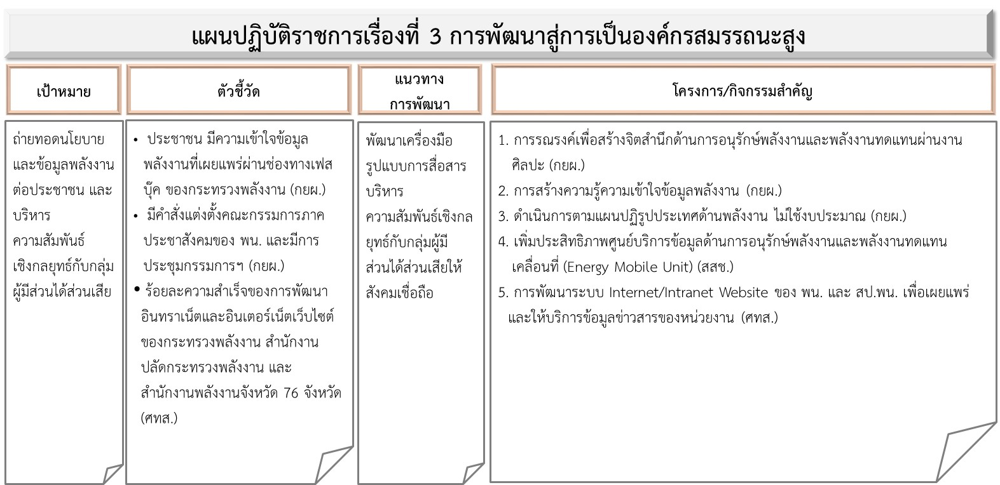 แผนปฏิบัติราชการเรื่องที่ 3 การพัฒนาสู่การเป็นองค์กรสมรรถนะสูง
เป้าหมาย
ตัวชี้วัด
แนวทาง
การพัฒนา
โครงการ/กิจกรรมสำคัญ
ถ่ายทอดนโยบาย
และข้อมูลพลังงาน
ต่อประชาชน และ
บริหาร
ความสัมพันธ์
เชิงกลยุทธ์กับกลุ่ม
ผู้มีส่วนได้ส่วนเสีย
• ประชาชน มีความเข้าใจข้อมูล
พลังงานที่เผยแพร่ผ่านช่องทางเฟส
บุ๊ค ของกระทรวงพลังงาน (กยผ.)
• มีคำสั่งแต่งตั้งคณะกรรมการภาค
ประชาสังคมของ พน. และมีการ
ประชุมกรรมการฯ (กยผ.)
• ร้อยละความสำเร็จของการพัฒนา
อินทราเน็ตและอินเตอร์เน็ตเว็บไซต์
ของกระทรวงพลังงาน สำนักงาน
ปลัดกระทรวงพลังงาน และ
สำนักงานพลังงานจังหวัด 76 จังหวัด
(ศทส.)
พัฒนาเครื่องมือ
รูปแบบการสื่อสาร
บริหาร
ความสัมพันธ์เชิงกล
ยุทธ์กับกลุ่มผู้มี
ส่วนได้ส่วนเสียให้
สังคมเชื่อถือ
1. การรณรงค์เพื่อสร้างจิตสำนึกด้านการอนุรักษ์พลังงานและพลังงานทดแทนผ่านงาน
ศิลปะ (กยผ.)
2. การสร้างความรู้ความเข้าใจข้อมูลพลังงาน (กยผ.)
3. ดำเนินการตามแผนปฏิรูปประเทศด้านพลังงาน ไม่ใช้งบประมาณ (กยผ.)
4. เพิ่มประสิทธิภาพศูนย์บริการข้อมูลด้านการอนุรักษ์พลังงานและพลังงานทดแทน
เคลื่อนที่ (Energy Mobile Unit) (สสช.)
5. การพัฒนาระบบ Internet/Intranet Website ของ พน. และ สป.พน. เพื่อเผยแพร่
และให้บริการข้อมูลข่าวสารของหน่วยงาน (ศทส.)